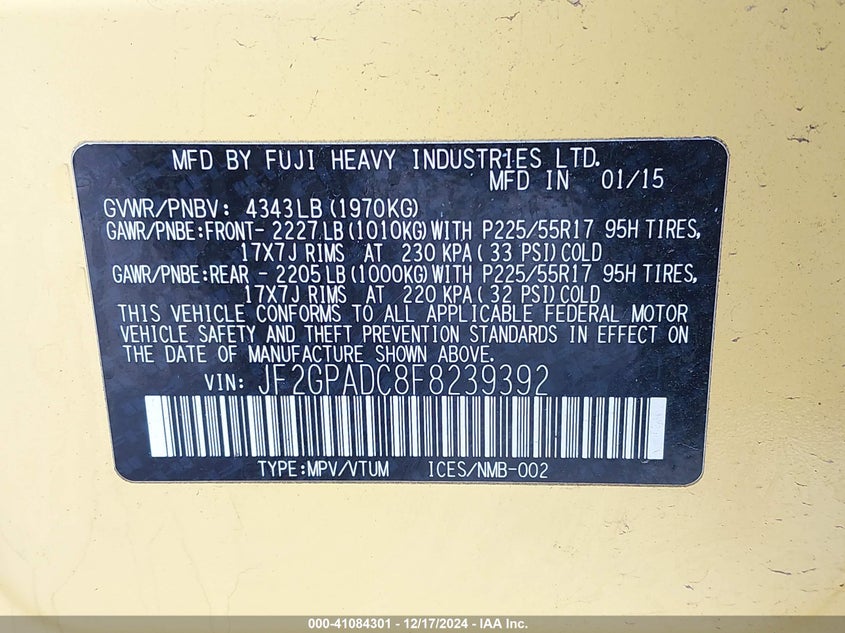 MFD BY FUJI HEAVY INDUSTRIES LTD.
MFD IN 01/15
GVWR/PNBV: 4343LB (1970KG)
GAWR/PNBE:FRONT- 2227LB (1010KG) WITH P225/55R17 95H TIRES,
17X7J RIMS AT 230 KPA ( 33 PSI) COLD
GAWR/PNBE:REAR - 2205LB (1000KG) WITH P225/55R17 95H TIRES,
17X7J RIMS AT 220 KPA ( 32 PSI) COLD
THIS VEHICLE CONFORMS TO ALL APPLICABLE FEDERAL MOTOR
VEHICLE SAFETY AND THEFT PREVENTION STANDARDS IN EFFECT ON
THE DATE OF MANUFACTURE SHOWN ABOVE.
VIN: JF2GPADC8F8239392
TYPE:MPV/VTUM ICES/NMB-002
000-41084301 - 12/17/2024 - IAA Inc.